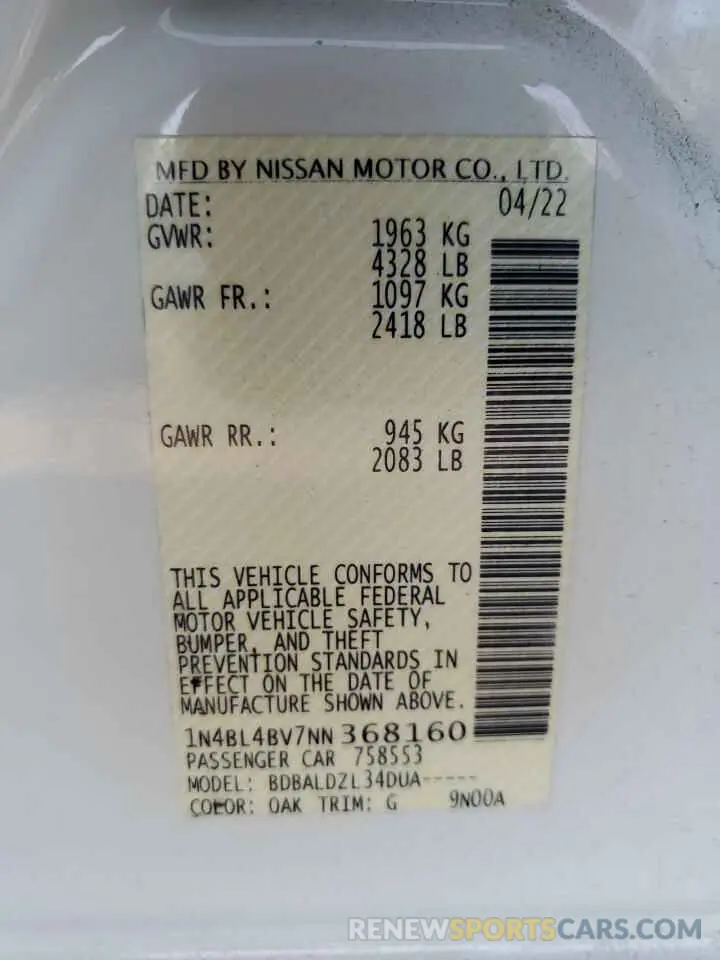 MFD BY NISSAN MOTOR CO., LTD.
DATE: 04/22
GVWR: 1963 KG
4328 LB
GAWR FR.: 1097 KG
2418 LB
GAWR RR.: 945 KG
2083 LB
THIS VEHICLE CONFORMS TO
ALL APPLICABLE FEDERAL
MOTOR VEHICLE SAFETY,
BUMPER, AND THEFT
PREVENTION STANDARDS IN
EFFECT ON THE DATE OF
MANUFACTURE SHOWN ABOVE.
1N4BL4BV7NN368160
PASSENGER CAR 758553
MODEL: BDBALDZL34DUA-----
COLOR: QAK TRIM: G 9N00A
RENEWSPORTSCARS.COM